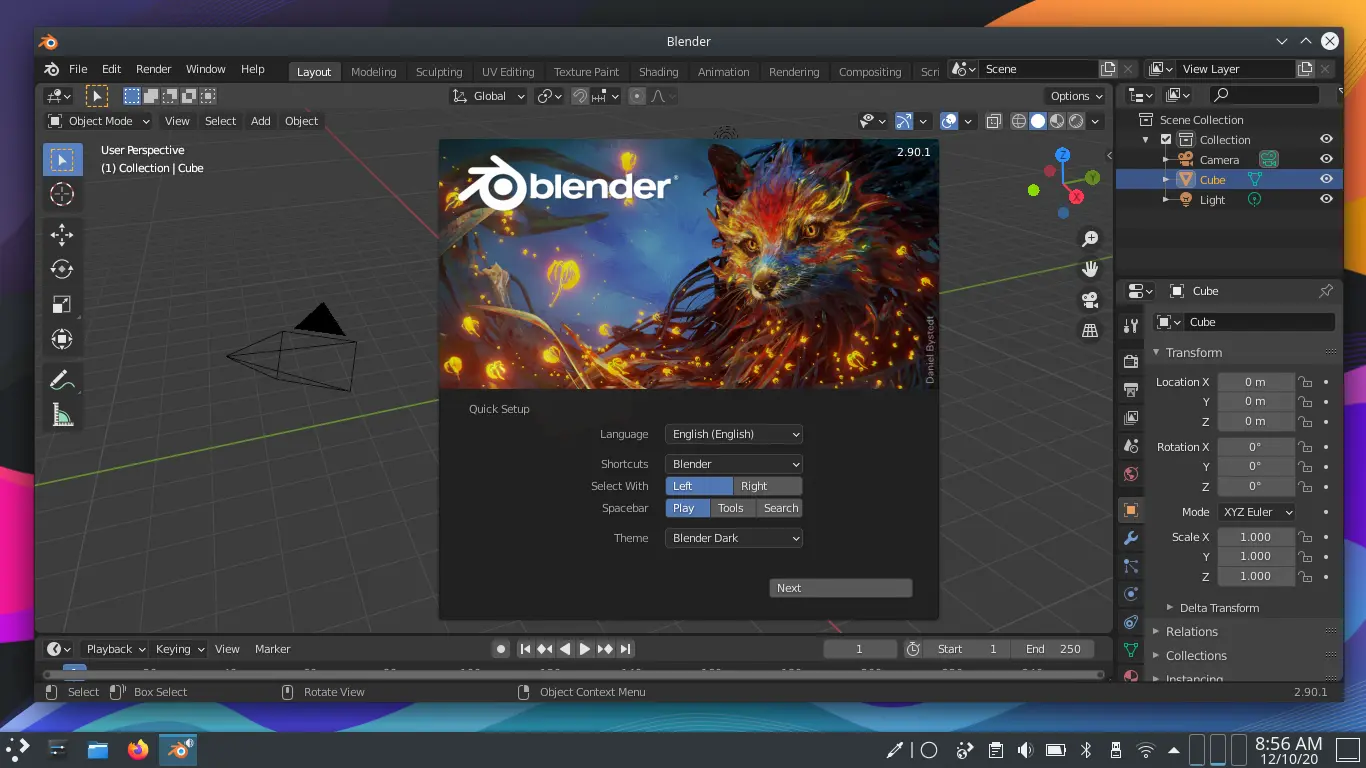 Blender
File Edit Render Window Help Layout Modeling Sculpting UV Editing Texture Paint Shading Animation Rendering Compositing Scri Scene View Layer
Global Options
Object Mode View Select Add Object
User Perspective
(1) Collection | Cube
2.90.1
blender
Daniel Bystedt
Quick Setup
Language English (English)
Shortcuts Blender
Select With Left Right
Spacebar Play Tools Search
Theme Blender Dark
Next
Z
Y
X
Scene Collection
Collection
Camera
Cube
Light
Cube
Cube
Transform
Location X 0 m
Y 0 m
Z 0 m
Rotation X 0°
Y 0°
Z 0°
Mode XYZ Euler
Scale X 1.000
Y 1.000
Z 1.000
Delta Transform
Relations
Collections
Instancing
Playback Keying View Marker 1 Start 1 End 250
Select Box Select Rotate View Object Context Menu 2.90.1
8:56 AM
12/10/20